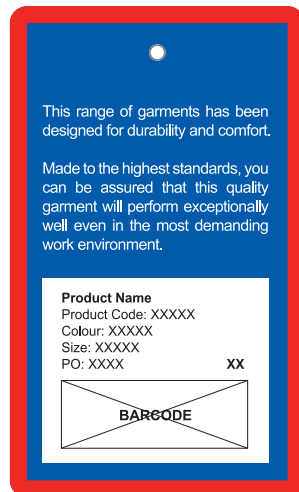 This range of garments has been
designed for durability and comfort.
Made to the highest standards, you
can be assured that this quality
garment will perform exceptionally
well even in the most demanding
work environment.
Product Name
Product Code: XXXXX
Colour: XXXXX
Size: XXXXX
PO: XXXX XX
BARCODE